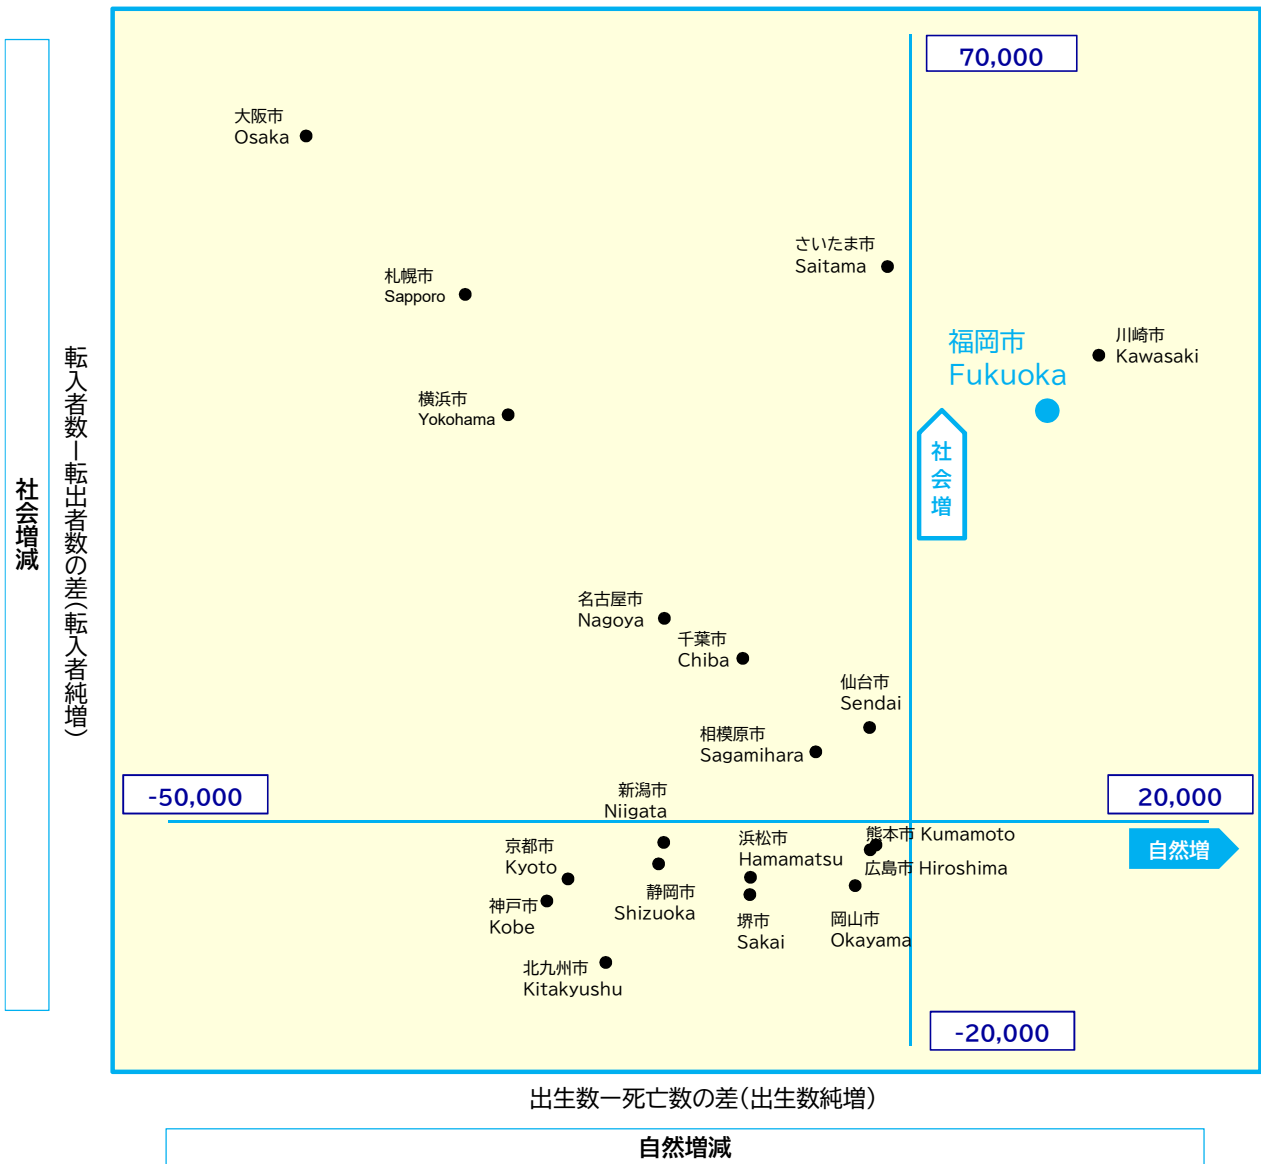 70,000
大阪市
Osaka
さいたま市
Saitama
札幌市
Sapporo
福岡市
Fukuoka
川崎市
Kawasaki
横浜市
Yokohama
社会増
社会増減
転入者数ー転出者数の差(転入者純増)
名古屋市
Nagoya
千葉市
Chiba
仙台市
Sendai
相模原市
Sagamihara
-50,000
20,000
新潟市
Niigata
熊本市 Kumamoto
浜松市
Hamamatsu
自然増
京都市
Kyoto
広島市 Hiroshima
静岡市
Shizuoka
神戸市
Kobe
堺市
Sakai
岡山市
Okayama
北九州市
Kitakyushu
-20,000
出生数ー死亡数の差(出生数純増)
自然増減